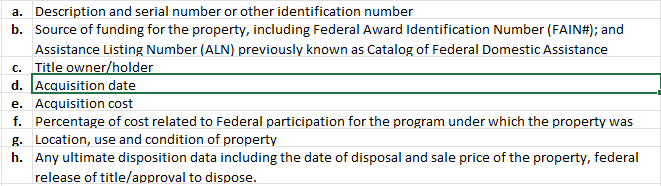 a. Description and serial number or other identification number
b. Source of funding for the property, including Federal Award Identification Number (FAIN#); and
Assistance Listing Number (ALN) previously known as Catalog of Federal Domestic Assistance
c. Title owner/holder
d. Acquisition date
e. Acquisition cost
f. Percentage of cost related to Federal participation for the program under which the property was
g. Location, use and condition of property
h. Any ultimate disposition data including the date of disposal and sale price of the property, federal
release of title/approval to dispose.